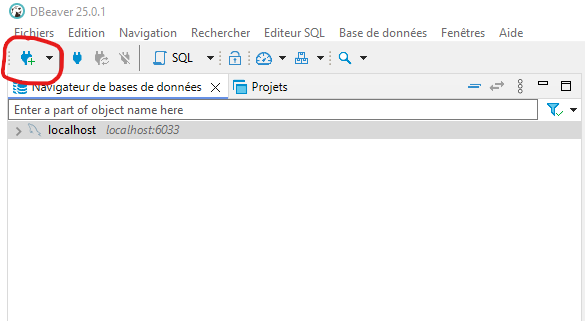 DBeaver 25.0.1
Fichiers Edition Navigation Rechercher Editeur SQL Base de données Fenêtres Aide
SQL
Navigateur de bases de données Projets
Enter a part of object name here
localhost localhost:6033